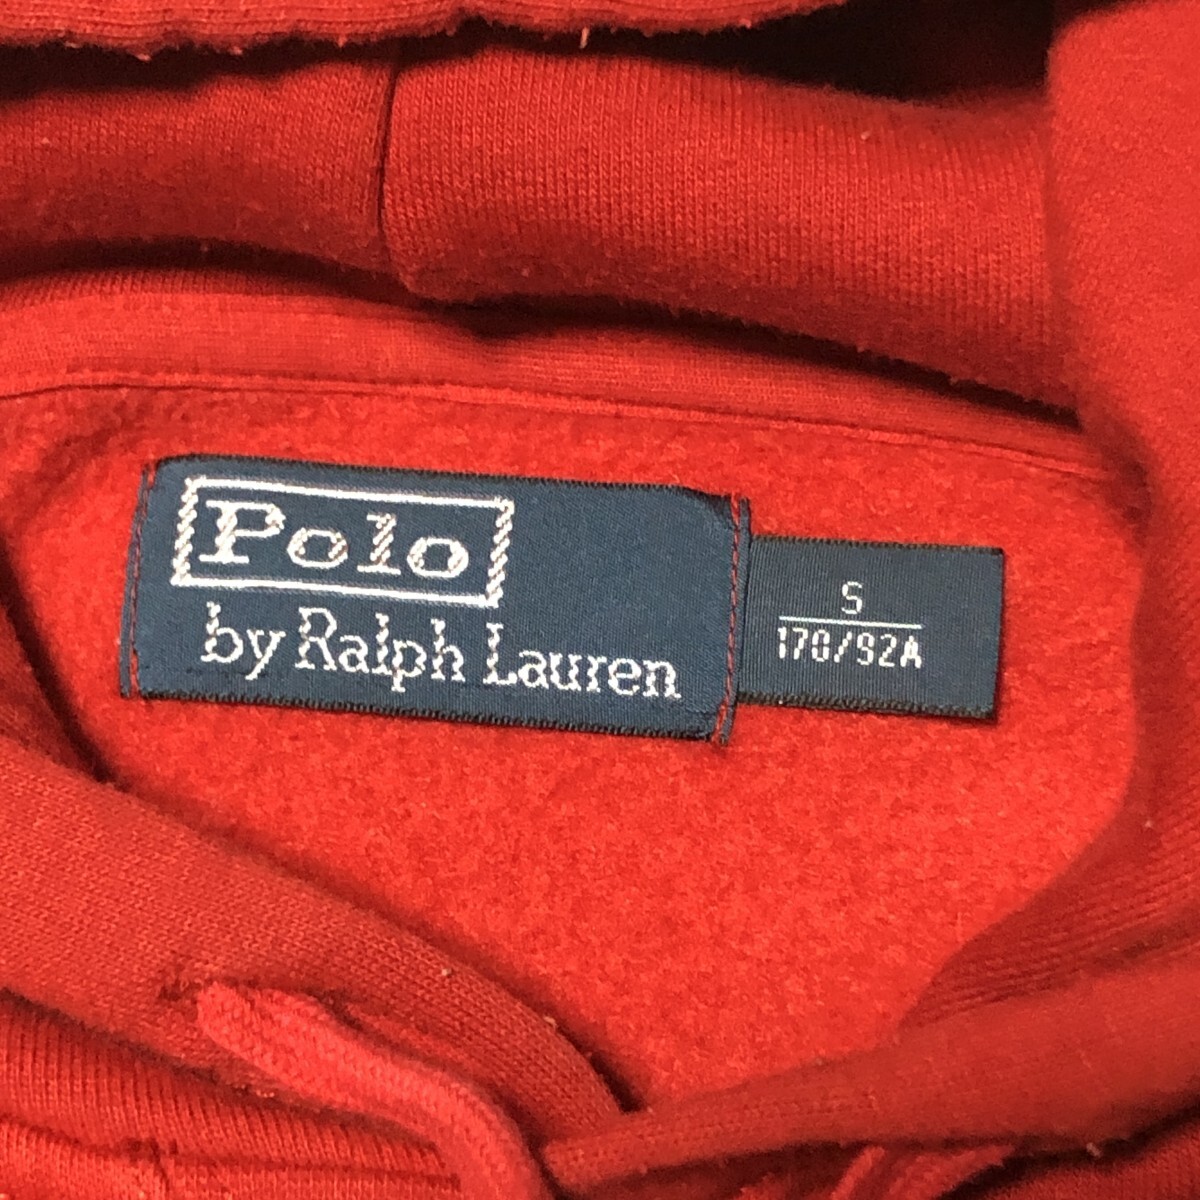 Polo
by Ralph Lauren
S
170/92A